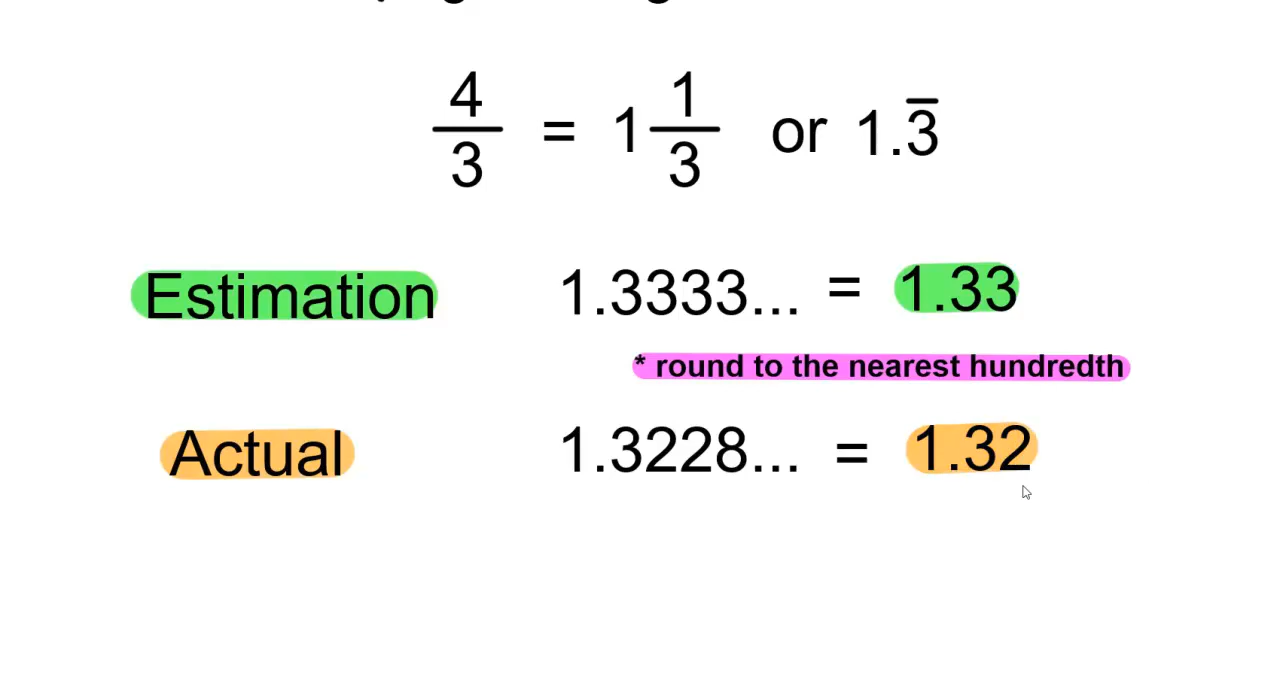 4/3 = 1 1/3 or 1.3̅
Estimation 1.3333... = 1.33
* round to the nearest hundredth
Actual 1.3228... = 1.32